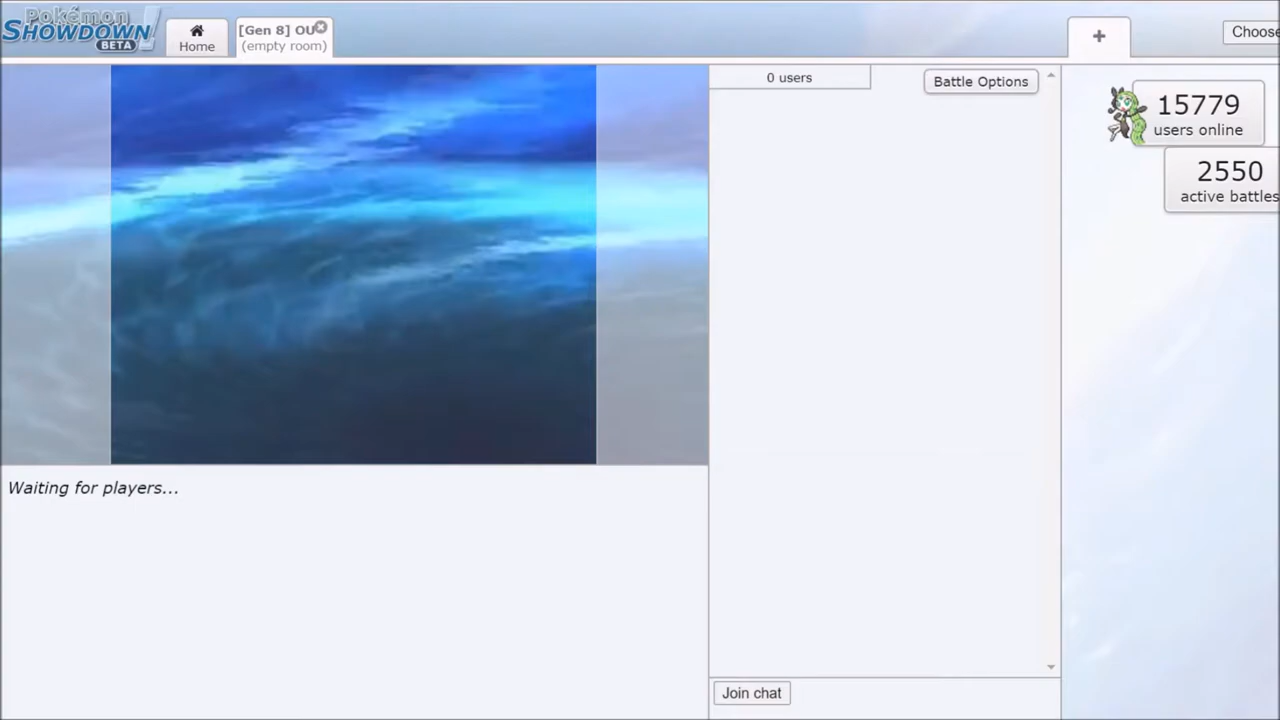 Pokémon
SHOWDOWN!
BETA
Home
[Gen 8] OU
(empty room)
+
Choose
0 users
Battle Options
15779
users online
2550
active battles
Waiting for players...
Join chat